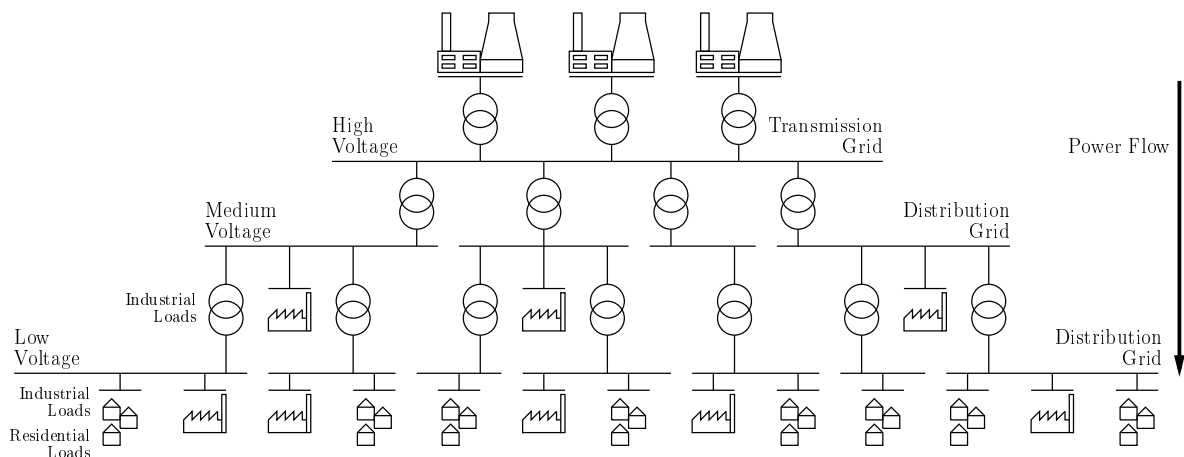 High
Voltage
Transmission
Grid
Power Flow
Medium
Voltage
Distribution
Grid
Industrial
Loads
Low
Voltage
Distribution
Grid
Industrial
Loads
Residential
Loads